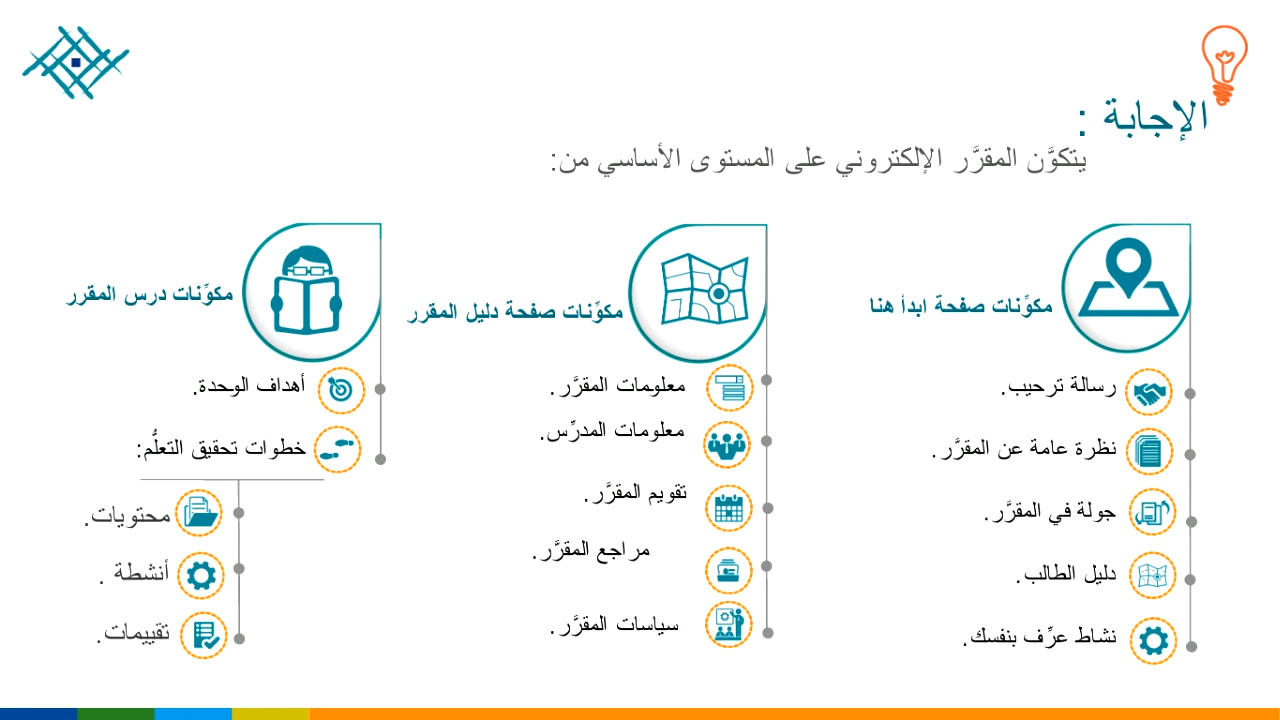 الإجابة :
يتكوَّن المقرَّر الإلكتروني على المستوى الأساسي من:
مكوِّنات صفحة ابدأ هنا
رسالة ترحيب.
نظرة عامة عن المقرَّر.
جولة في المقرَّر.
دليل الطالب.
نشاط عرِّف بنفسك.
مكوِّنات صفحة دليل المقرر
معلومات المقرَّر.
معلومات المدرِّس.
تقويم المقرَّر.
مراجع المقرَّر.
سياسات المقرَّر.
مكوِّنات درس المقرر
أهداف الوحدة.
خطوات تحقيق التعلُّم:
محتويات.
أنشطة .
تقييمات.